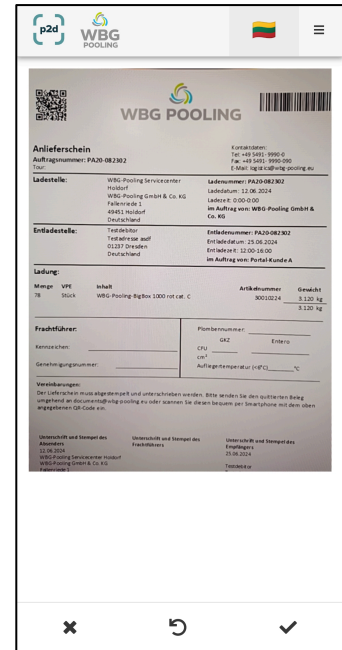 p2d
WBG
POOLING
WBG POOLING
Anlieferschein
Auftragsnummer: PA20-082302
Tour:
Kontaktdaten:
Tel: +49 5491- 9990-0
Fax: +49 5491- 9990-090
E-Mail: logistics@wbg-pooling.eu
Ladestelle:
WBG-Pooling Servicecenter
Holdorf
WBG-Pooling GmbH & Co. KG
Fallenriede 1
49451 Holdorf
Deutschland
Ladenummer: PA20-082302
Ladedatum: 12.06.2024
Ladezeit: 0:00-0:00
im Auftrag von: WBG-Pooling GmbH &
Co. KG
Entladestelle:
Testdebitor
Testadresse asdf
01237 Dresden
Deutschland
Entladenummer: PA20-082302
Entladedatum: 25.06.2024
Entladezeit: 12:00-16:00
im Auftrag von: Portal-Kunde A
Ladung:
Menge VPE Inhalt Artikelnummer Gewicht
78 Stück WBG-Pooling-BigBox 1000 rot cat. C 30010224 3.120 kg
3.120 kg
Frachtführer:
Kennzeichen:
Genehmigungsnummer:
Plombennummer:
GKZ Entero
CFU
cm²
Aufliegertemperatur (<8°C) °C
Vereinbarungen:
Der Lieferschein muss abgestempelt und unterschrieben werden. Bitte senden Sie den quittierten Beleg
umgehend an documents@wbg-pooling.eu oder scannen Sie diesen bequem per Smartphone mit dem oben
angegebenen QR-Code ein.
Unterschrift und Stempel des
Absenders
12.06.2024
WBG-Pooling Servicecenter Holdorf
WBG-Pooling GmbH & Co. KG
Fallenriede 1
Unterschrift und Stempel des
Frachtführers
Unterschrift und Stempel des
Empfängers
25.06.2024
Testdebitor